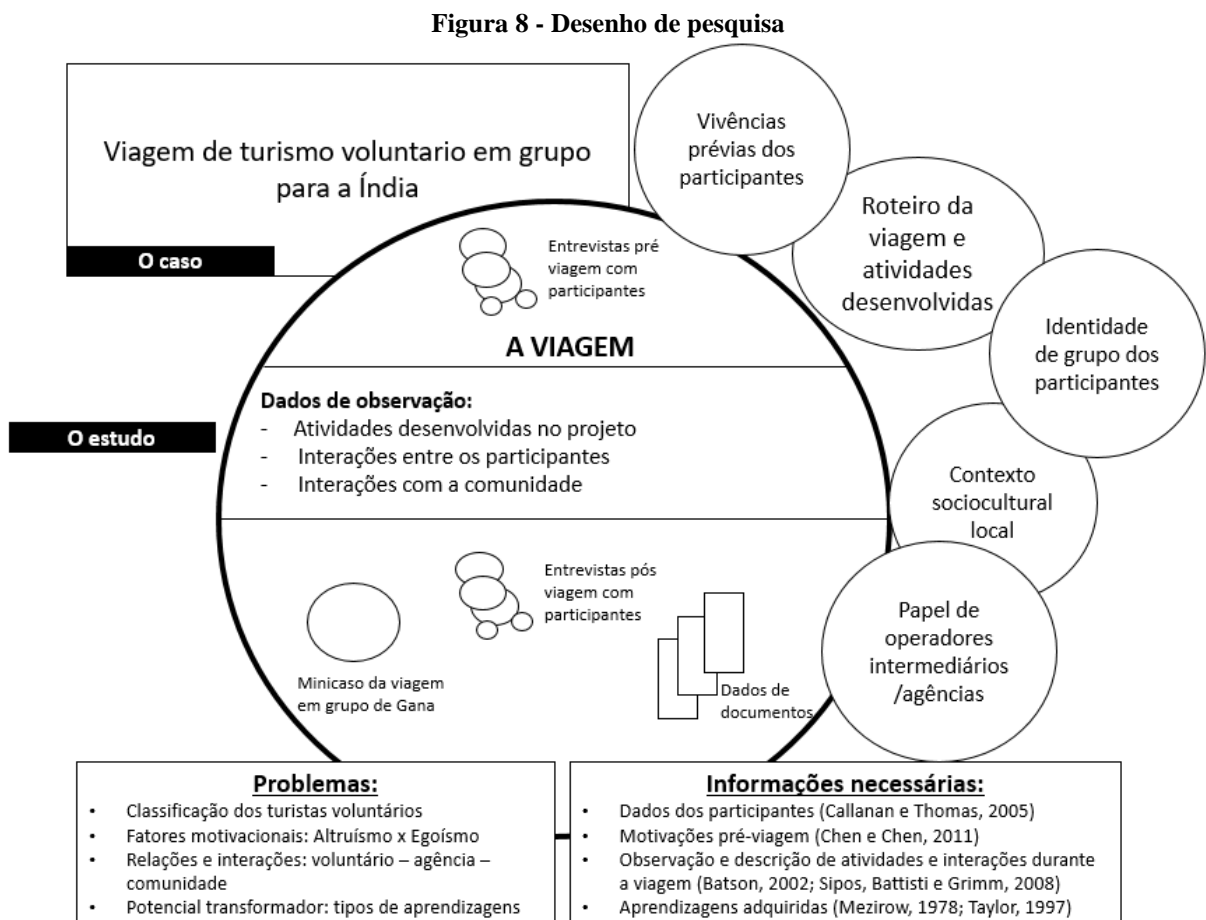 Figura 8 - Desenho de pesquisa
Viagem de turismo voluntario em grupo
para a Índia
O caso
Vivências
prévias dos
participantes
Roteiro da
viagem e
atividades
desenvolvidas
Identidade
de grupo dos
participantes
Contexto
sociocultural
local
Papel de
operadores
intermediários
/agências
Entrevistas pré
viagem com
participantes
A VIAGEM
O estudo
Dados de observação:
- Atividades desenvolvidas no projeto
- Interações entre os participantes
- Interações com a comunidade
Entrevistas pós
viagem com
participantes
Minicaso da viagem
em grupo de Gana
Dados de
documentos
Problemas:
• Classificação dos turistas voluntários
• Fatores motivacionais: Altruísmo x Egoísmo
• Relações e interações: voluntário – agência –
comunidade
• Potencial transformador: tipos de aprendizagens
Informações necessárias:
• Dados dos participantes (Callanan e Thomas, 2005)
• Motivações pré-viagem (Chen e Chen, 2011)
• Observação e descrição de atividades e interações durante
a viagem (Batson, 2002; Sipos, Battisti e Grimm, 2008)
• Aprendizagens adquiridas (Mezirow, 1978; Taylor, 1997)